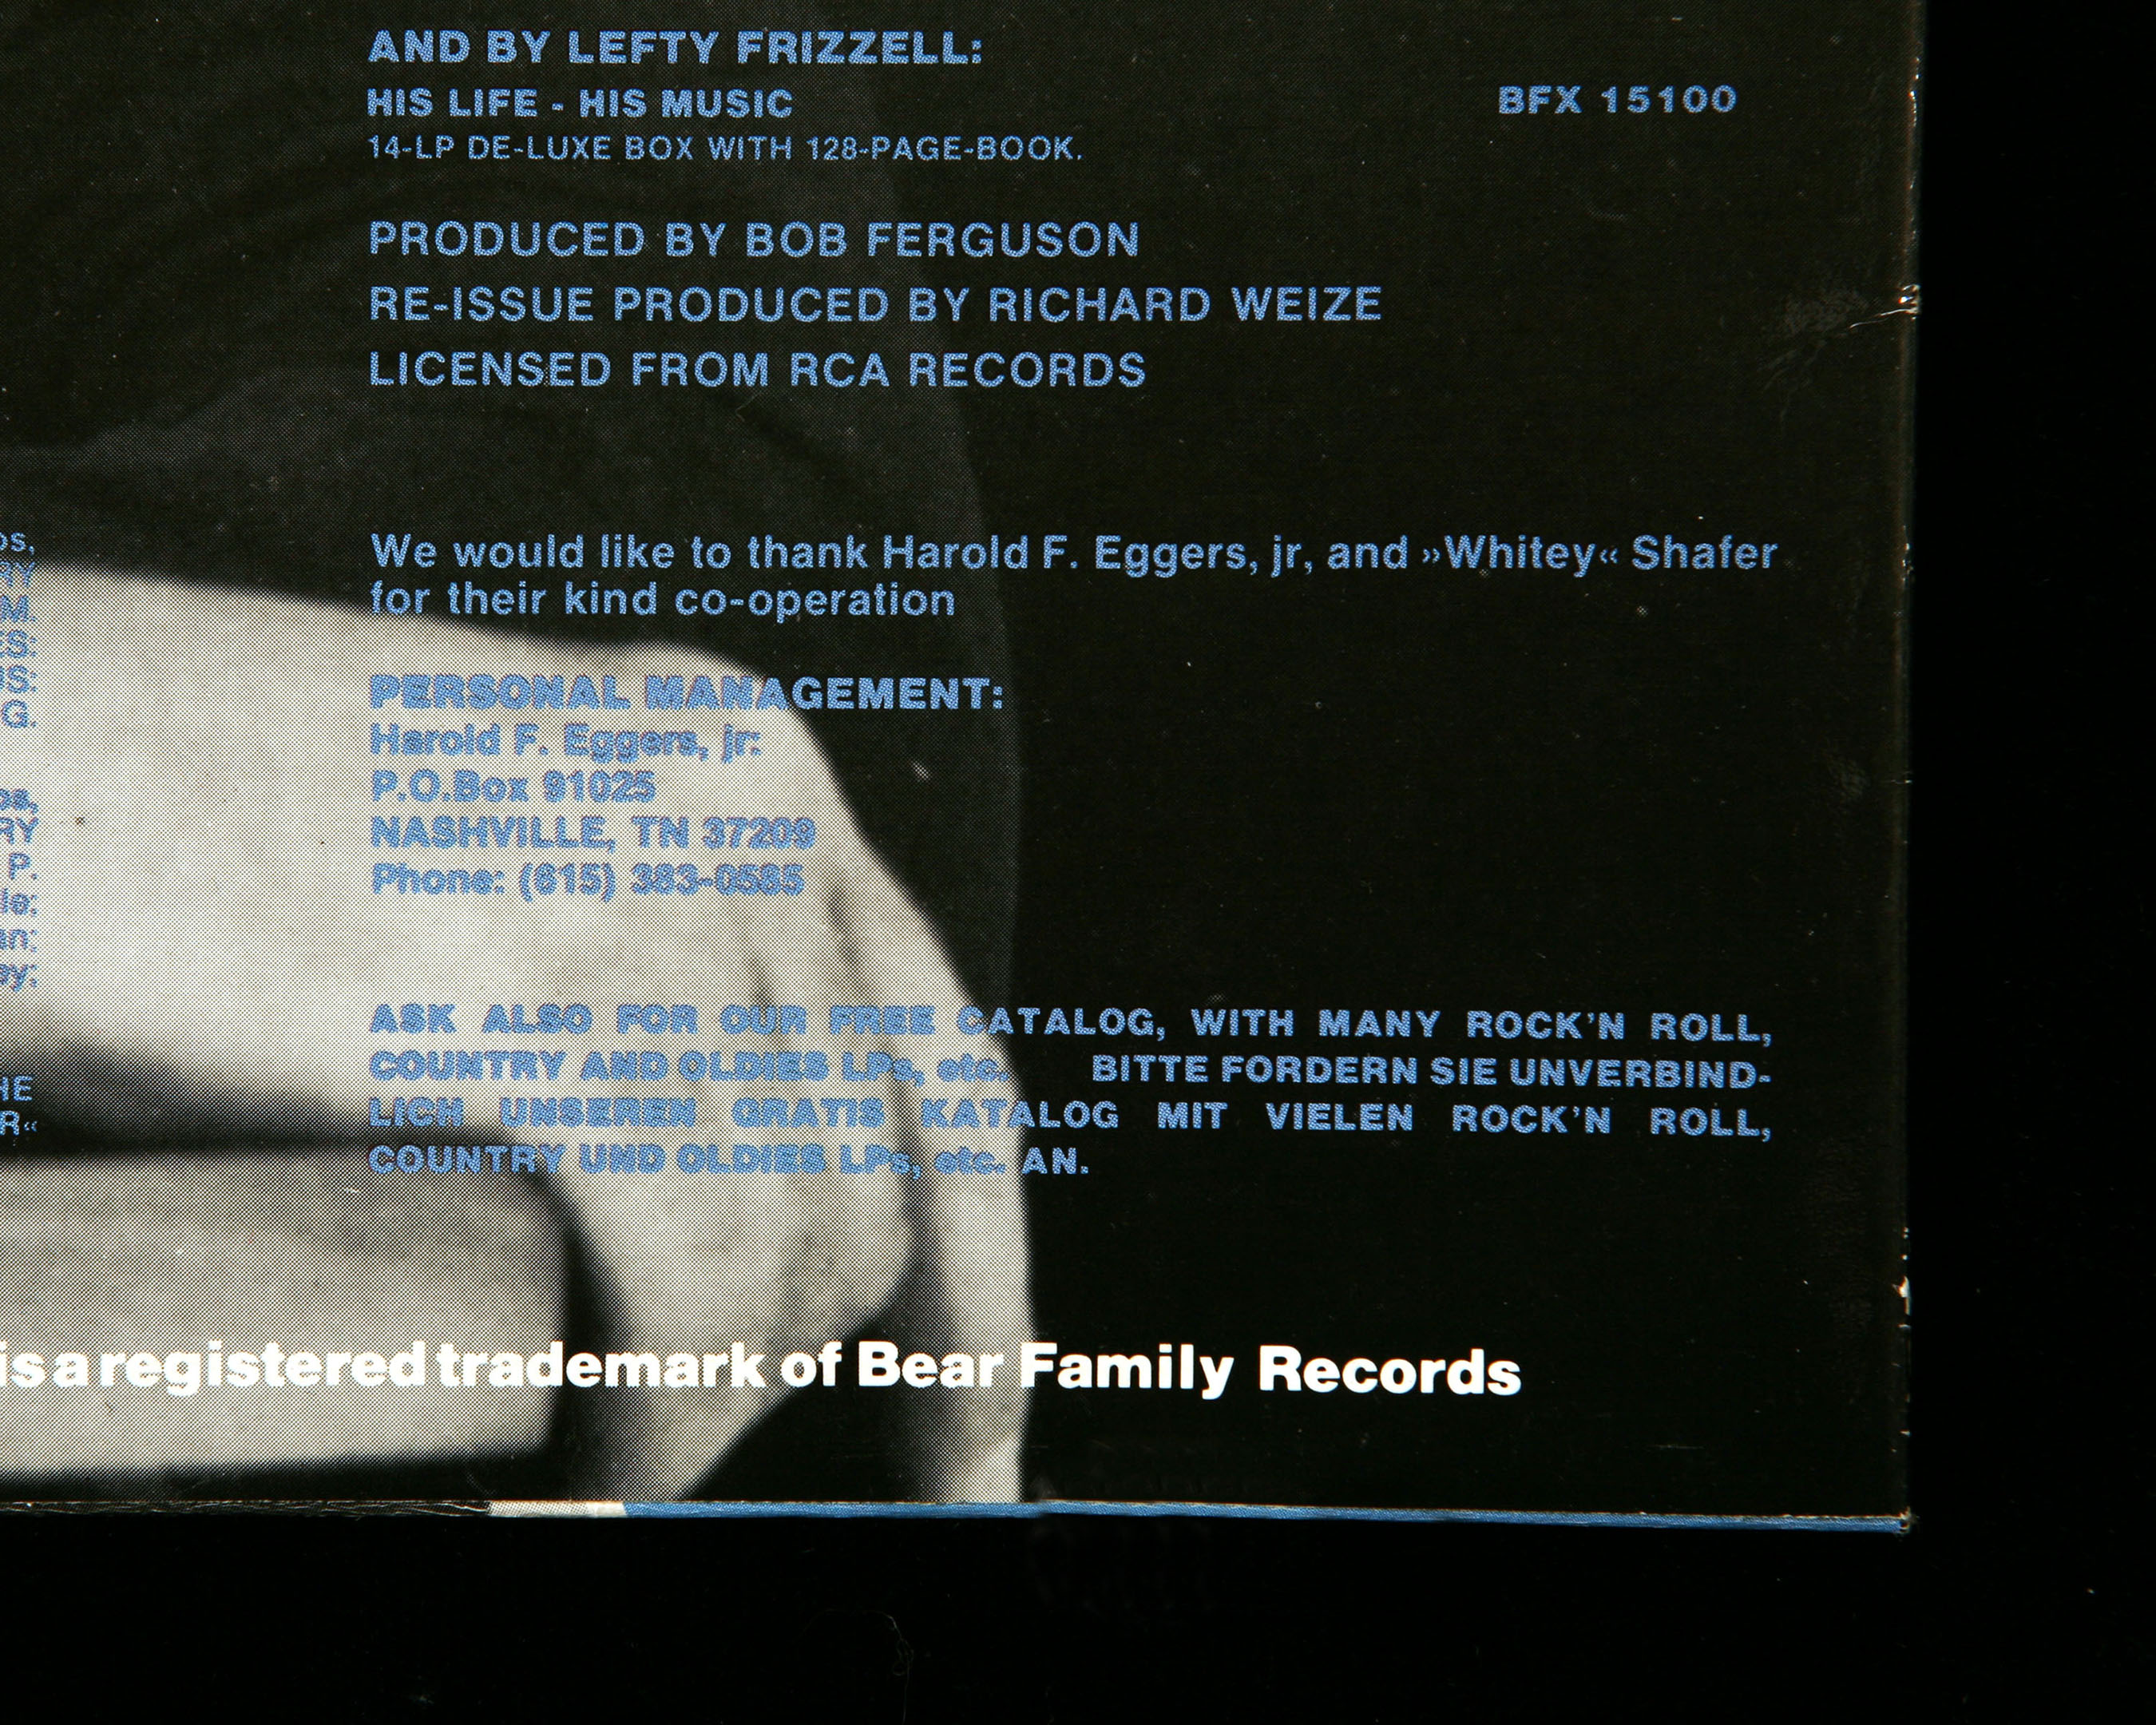 AND BY LEFTY FRIZZELL:
HIS LIFE - HIS MUSIC BFX 15100
14-LP DE-LUXE BOX WITH 128-PAGE-BOOK.
PRODUCED BY BOB FERGUSON
RE-ISSUE PRODUCED BY RICHARD WEIZE
LICENSED FROM RCA RECORDS
We would like to thank Harold F. Eggers, jr, and »Whitey« Shafer
for their kind co-operation
PERSONAL MANAGEMENT:
Harold F. Eggers, jr.
P.O.Box 91025
NASHVILLE, TN 37209
Phone: (615) 383-0585
ASK ALSO FOR OUR FREE CATALOG, WITH MANY ROCK'N ROLL,
COUNTRY AND OLDIES LPs, etc. BITTE FORDERN SIE UNVERBIND-
LICH UNSEREN GRATIS KATALOG MIT VIELEN ROCK'N ROLL,
COUNTRY UND OLDIES LPs, etc. AN.
is a registered trademark of Bear Family Records